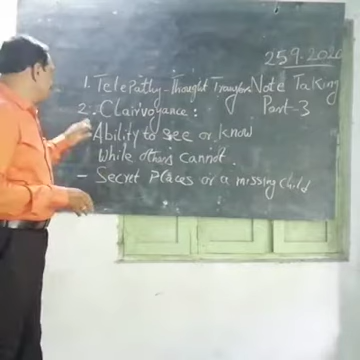 25.9.2020
1. Telepathy - Thought Transfer Note Taking
2. Clairvoyance: Part-3
Ability to see or know
while others cannot.
- Secret Places or a missing child